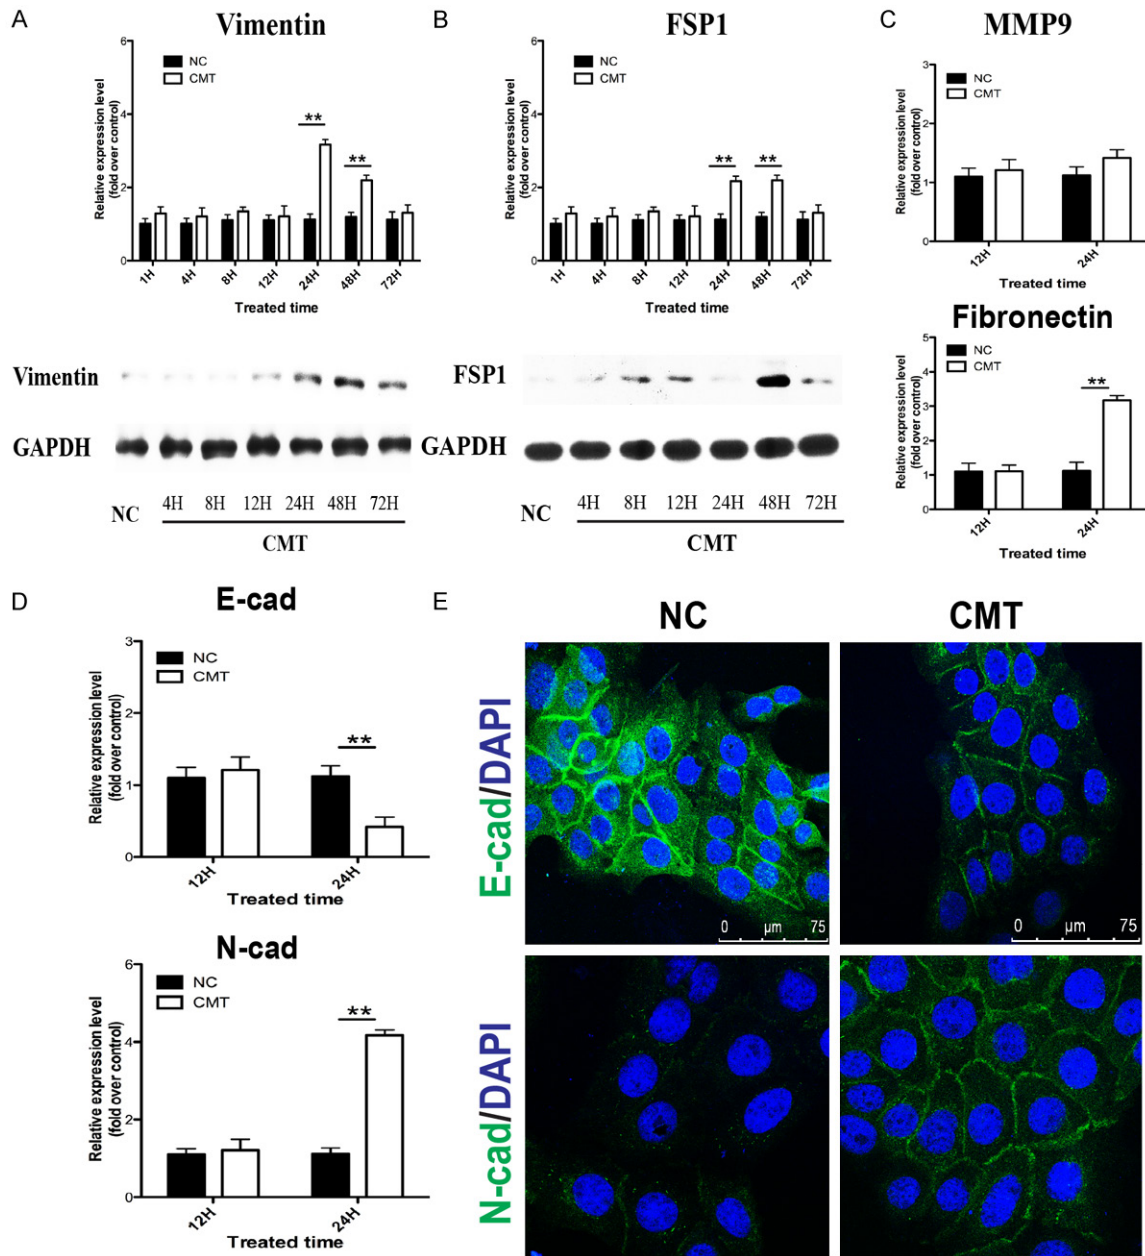 A
Vimentin
Relative expression level
(fold over control)
6
4
2
0
NC
CMT
**
**
1H 4H 8H 12H 24H 48H 72H
Treated time
Vimentin
GAPDH
NC 4H 8H 12H 24H 48H 72H
CMT
B
FSP1
Relative expression level
(fold over control)
6
4
2
0
NC
CMT
**
**
1H 4H 8H 12H 24H 48H 72H
Treated time
FSP1
GAPDH
NC 4H 8H 12H 24H 48H 72H
CMT
C
MMP9
Relative expression level
(fold over control)
3
2
1
0
NC
CMT
12H 24H
Treated time
Fibronectin
Relative expression level
(fold over control)
5
4
3
2
1
0
NC
CMT
**
12H 24H
Treated time
D
E-cad
Relative expression level
(fold over control)
3
2
1
0
NC
CMT
**
12H 24H
Treated time
N-cad
Relative expression level
(fold over control)
6
4
2
0
NC
CMT
**
12H 24H
Treated time
E
NC CMT
E-cad/DAPI
0 µm 75
0 µm 75
N-cad/DAPI